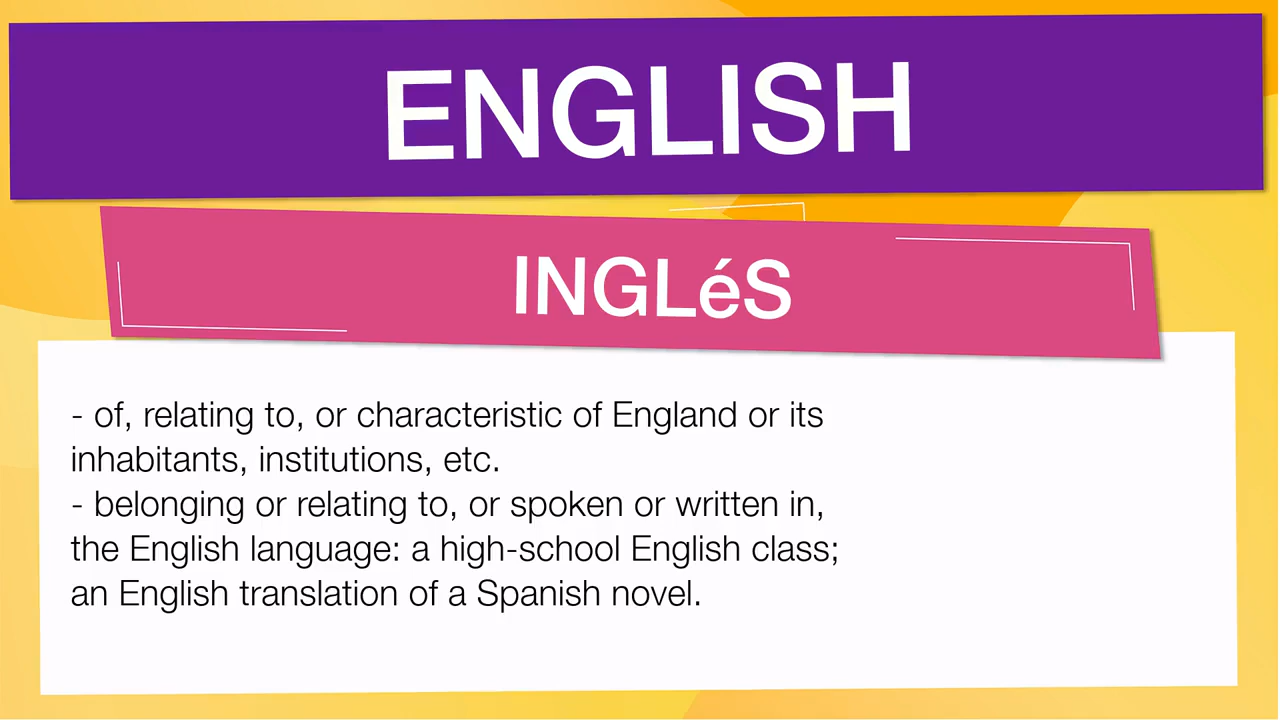 ENGLISH
INGLéS
- of, relating to, or characteristic of England or its
inhabitants, institutions, etc.
- belonging or relating to, or spoken or written in,
the English language: a high-school English class;
an English translation of a Spanish novel.